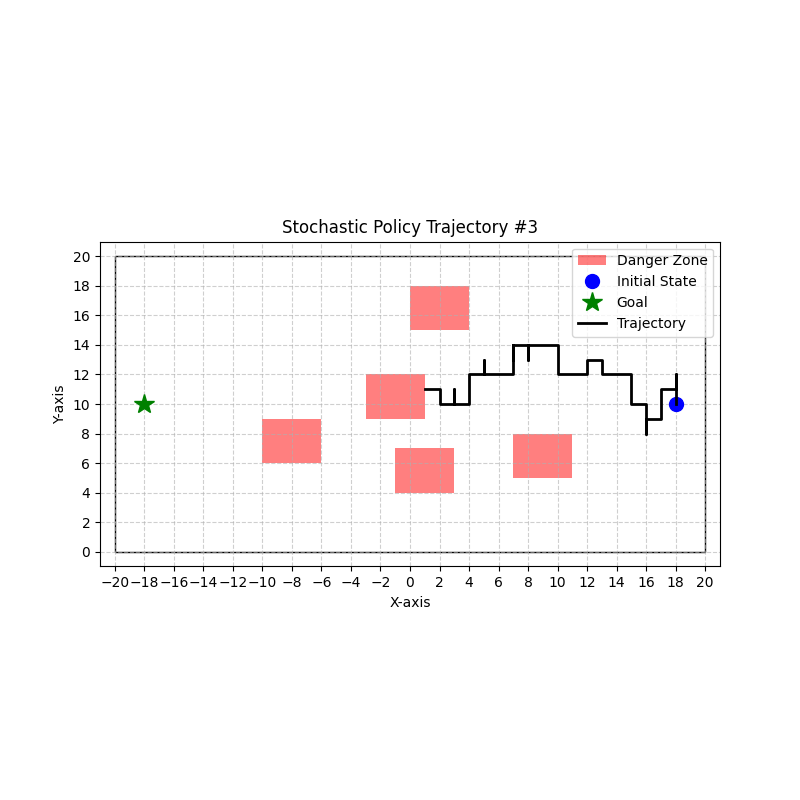 Stochastic Policy Trajectory #3
Danger Zone
Initial State
Goal
Trajectory
Y-axis
20
18
16
14
12
10
8
6
4
2
0
−20 −18 −16 −14 −12 −10 −8 −6 −4 −2 0 2 4 6 8 10 12 14 16 18 20
X-axis